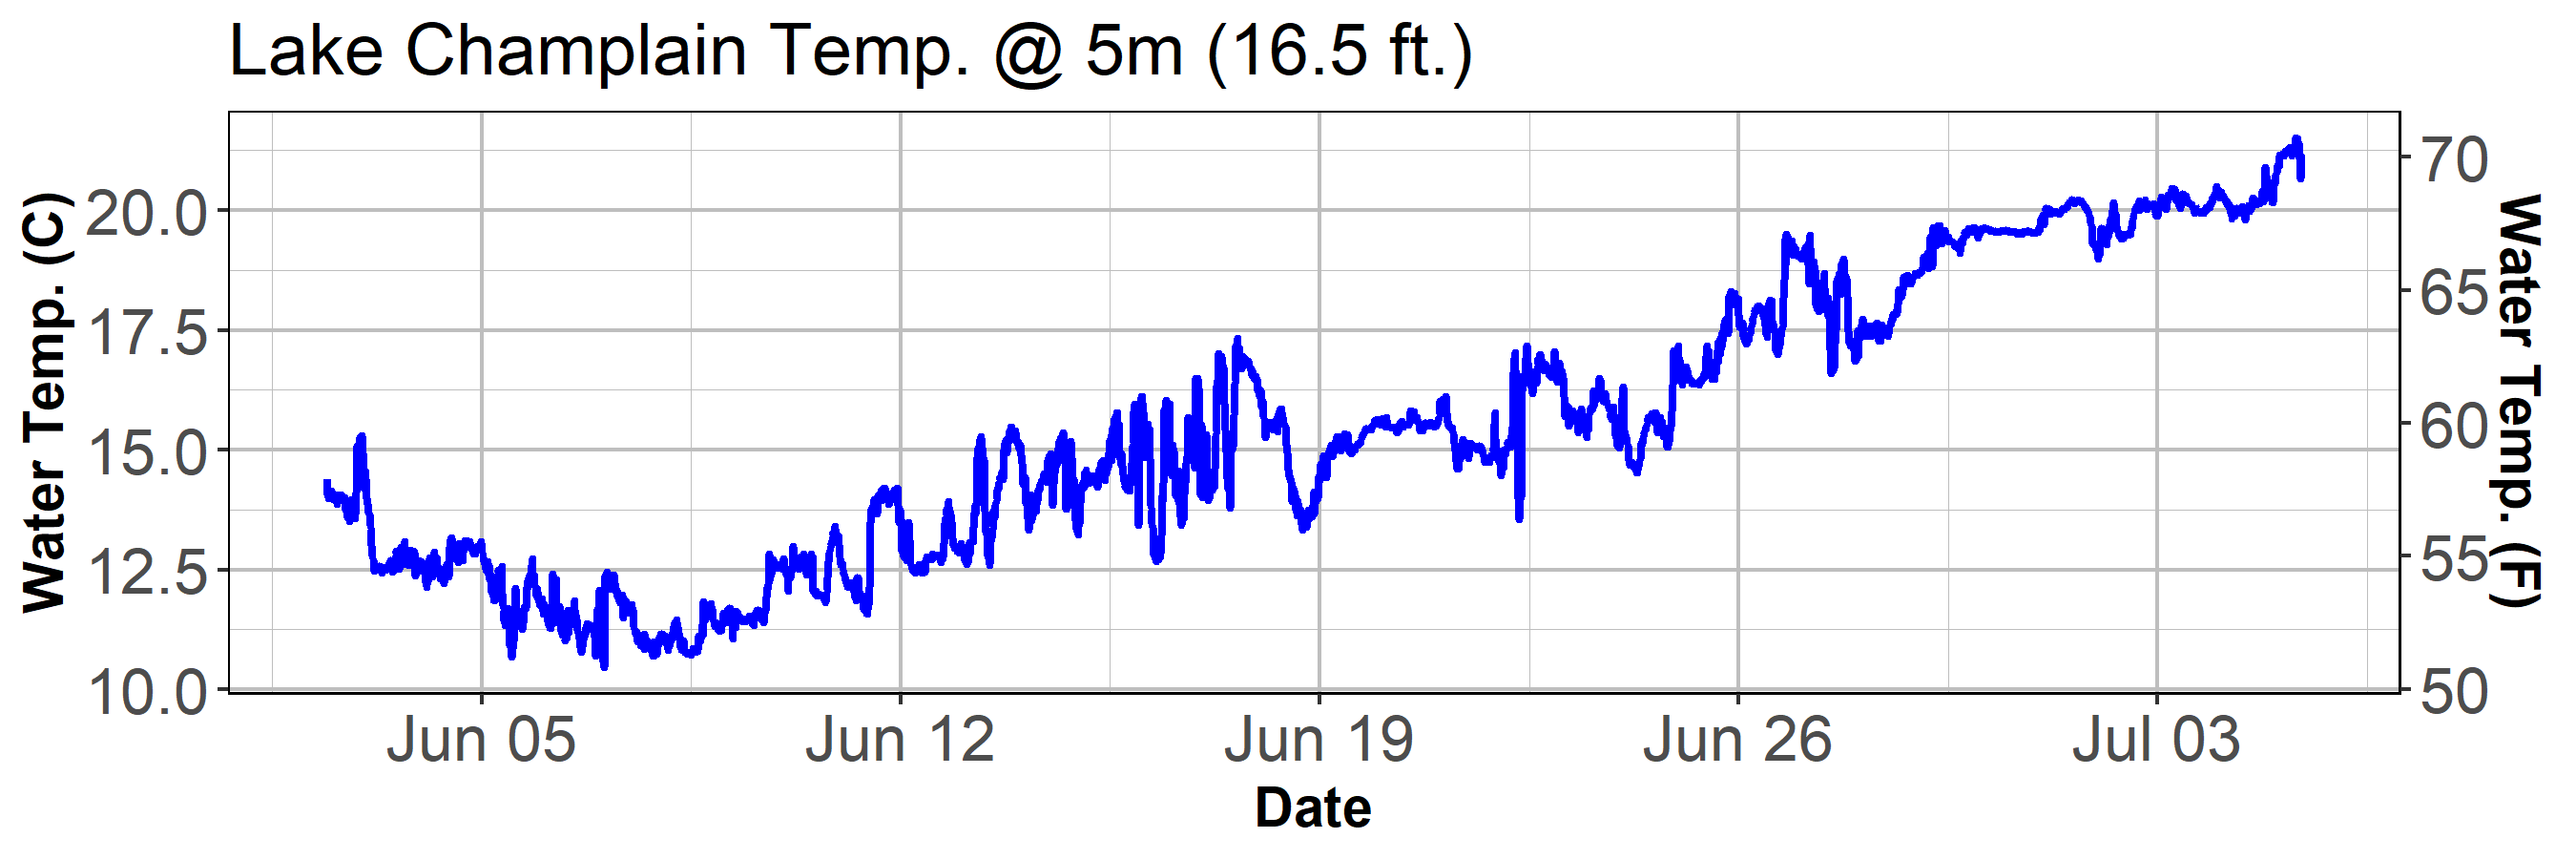 Lake Champlain Temp. @ 5m (16.5 ft.)
Water Temp. (C)
20.0
17.5
15.0
12.5
10.0
70
65
60
55
50
Water Temp. (F)
Jun 05 Jun 12 Jun 19 Jun 26 Jul 03
Date